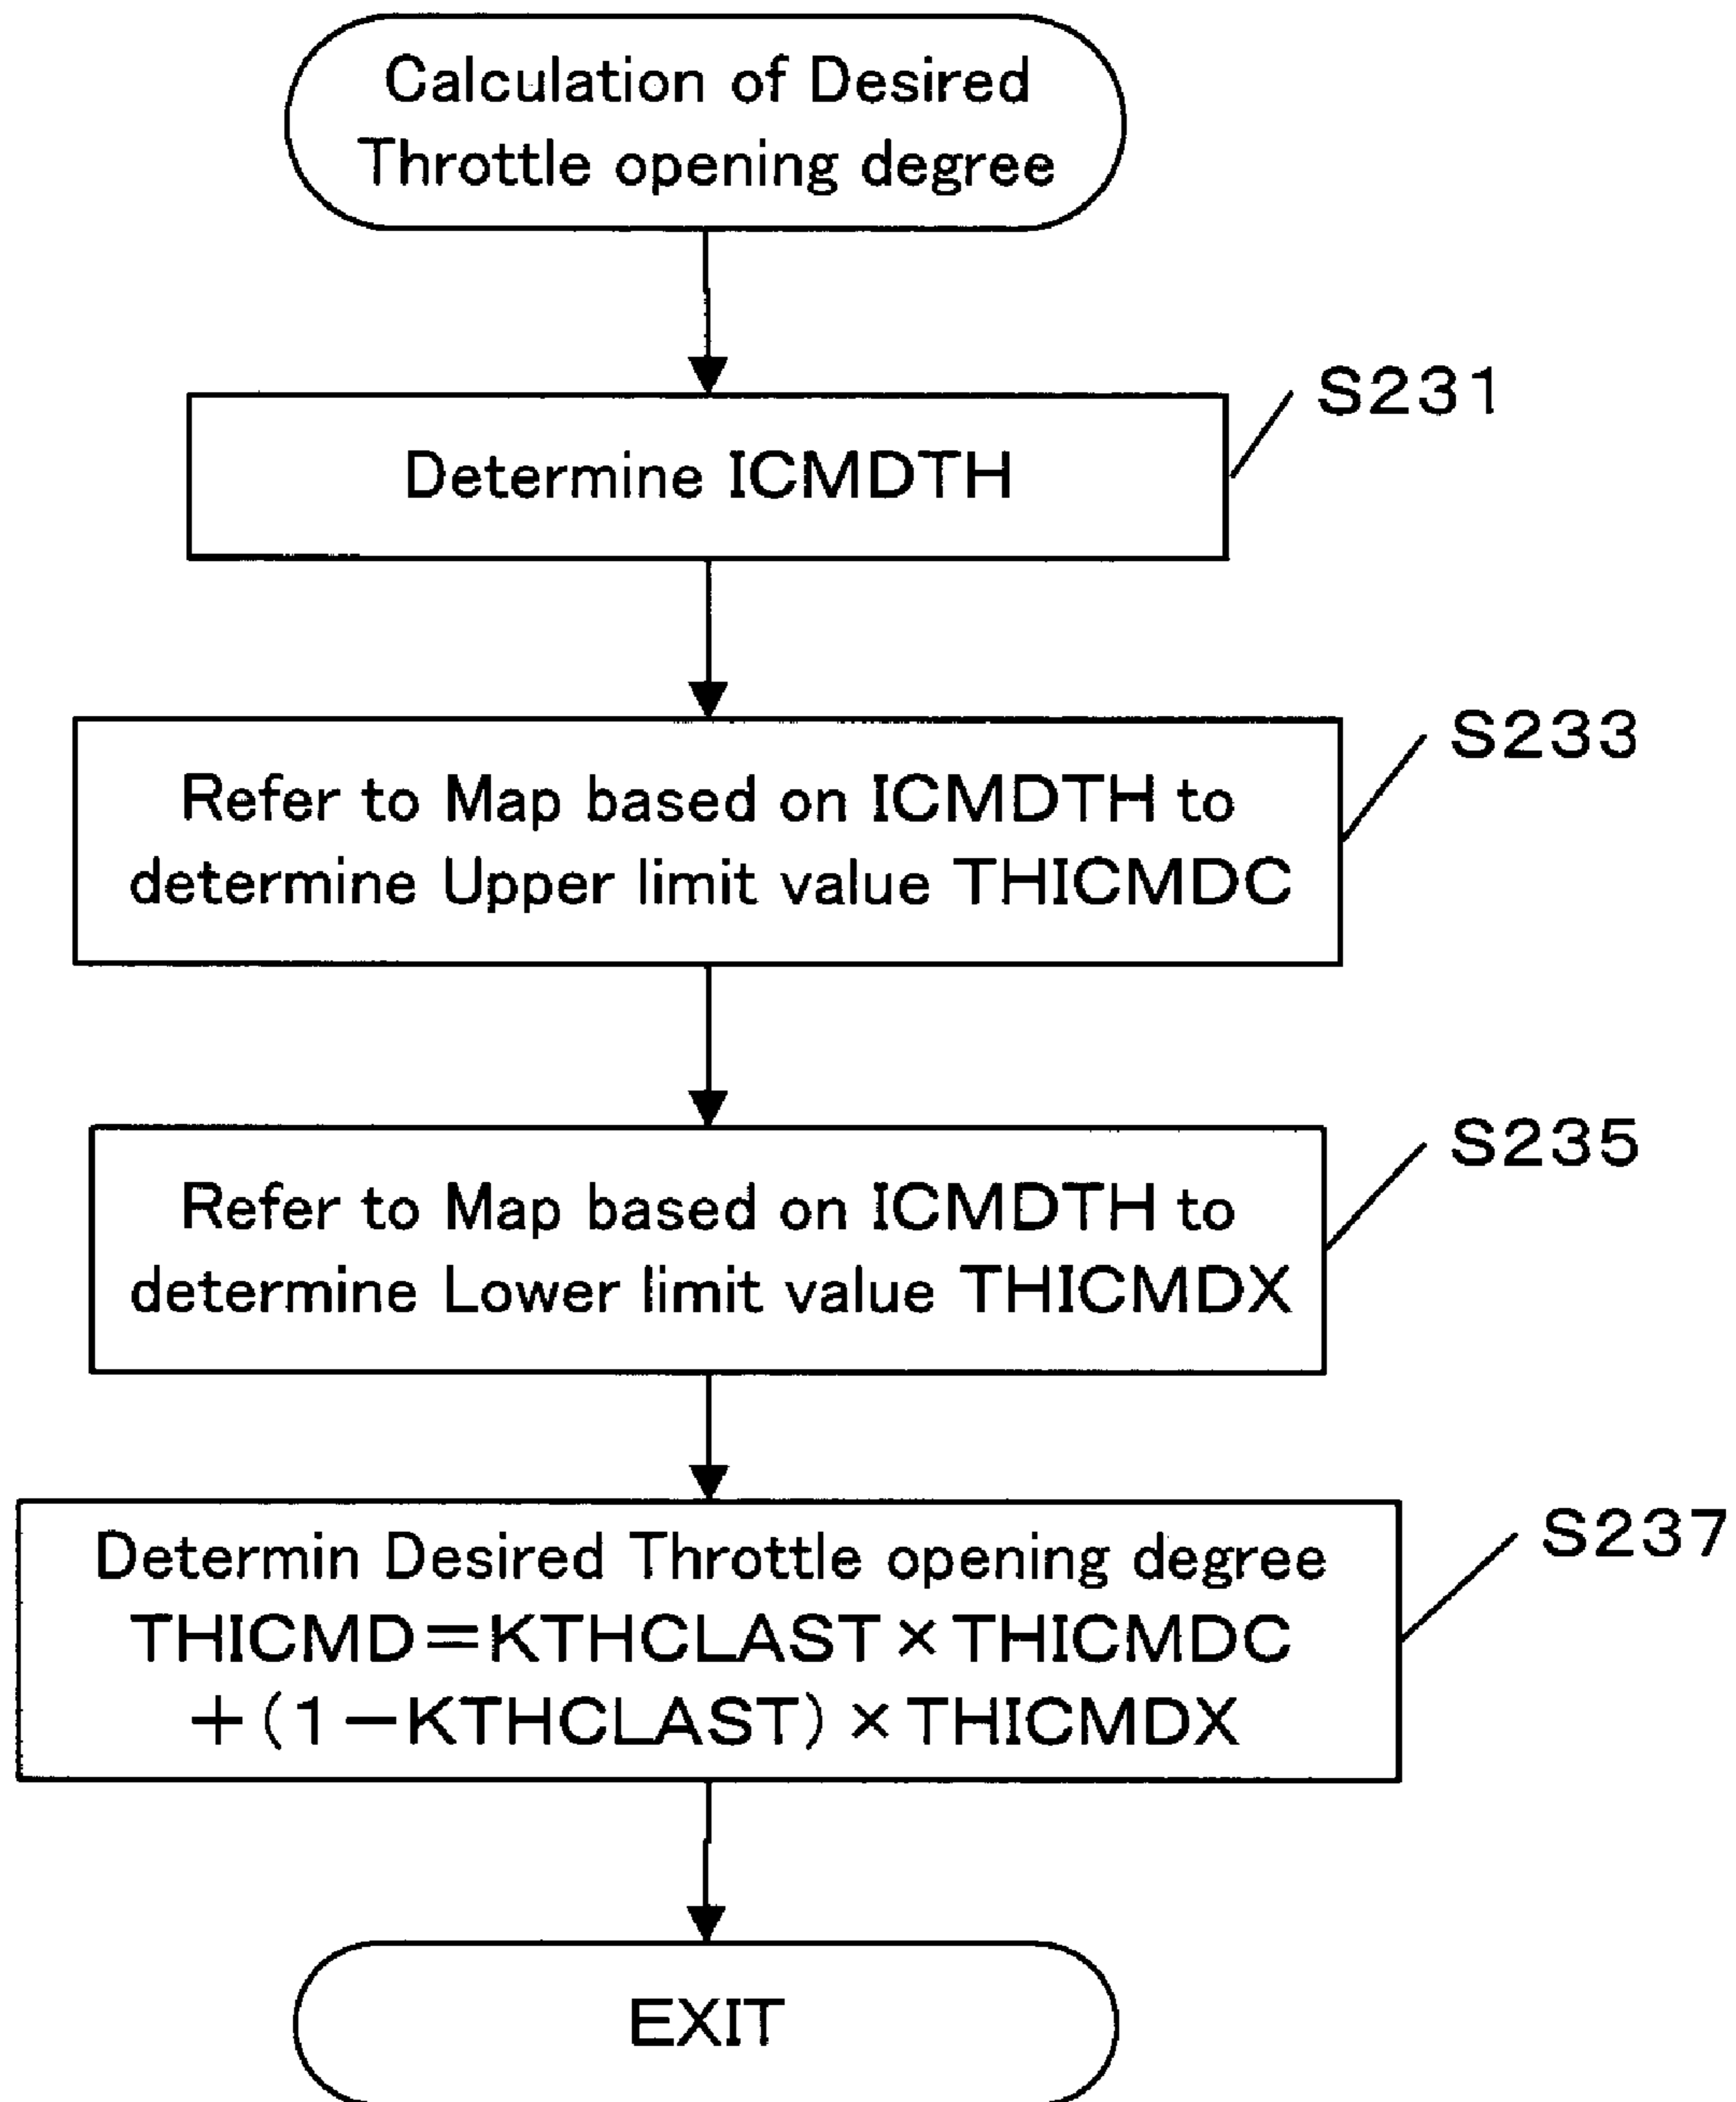 Calculation of Desired
Throttle opening degree
S231
Determine ICMDTH
S233
Refer to Map based on ICMDTH to
determine Upper limit value THICMDC
S235
Refer to Map based on ICMDTH to
determine Lower limit value THICMDX
S237
Determin Desired Throttle opening degree
THICMD=KTHCLAST×THICMDC
+(1−KTHCLAST)×THICMDX
EXIT